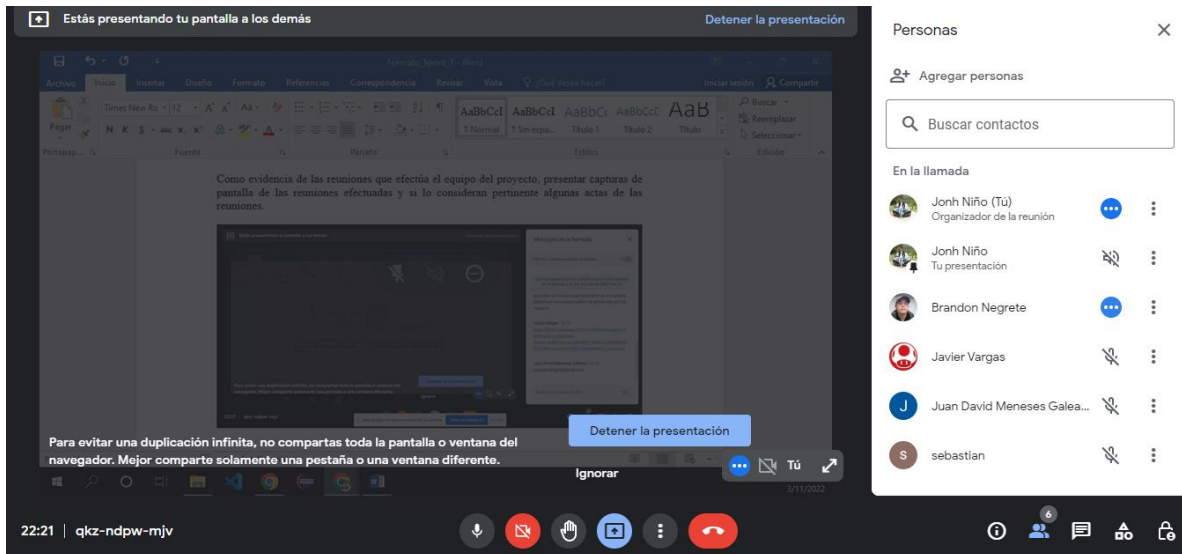 Estás presentando tu pantalla a los demás
Detener la presentación
Formato_Sprint_1 - Word
Archivo Inicio Insertar Diseño Formato Referencias Correspondencia Revisar Vista ¿Qué desea hacer? Iniciar sesión Compartir
Pegar
Times New Ro 12
N K S
AaBbCcI AaBbCcI AaBbCc AaBbCcC AaB
¶ Normal ¶ Sin espa... Título 1 Título 2 Título
Buscar
Reemplazar
Seleccionar
Portapap... Fuente Párrafo Estilos Edición
Como evidencia de las reuniones que efectúa el equipo del proyecto, presentar capturas de
pantalla de las reuniones efectuadas y si lo consideran pertinente algunas actas de las
reuniones.
Para evitar una duplicación infinita, no compartas toda la pantalla o ventana del
navegador. Mejor comparte solamente una pestaña o una ventana diferente.
Detener la presentación
Ignorar
Tú
3/11/2022
22:21 | qkz-ndpw-mjv
Personas
Agregar personas
Buscar contactos
En la llamada
Jonh Niño (Tú)
Organizador de la reunión
Jonh Niño
Tu presentación
Brandon Negrete
Javier Vargas
J
Juan David Meneses Galea...
s
sebastian
6